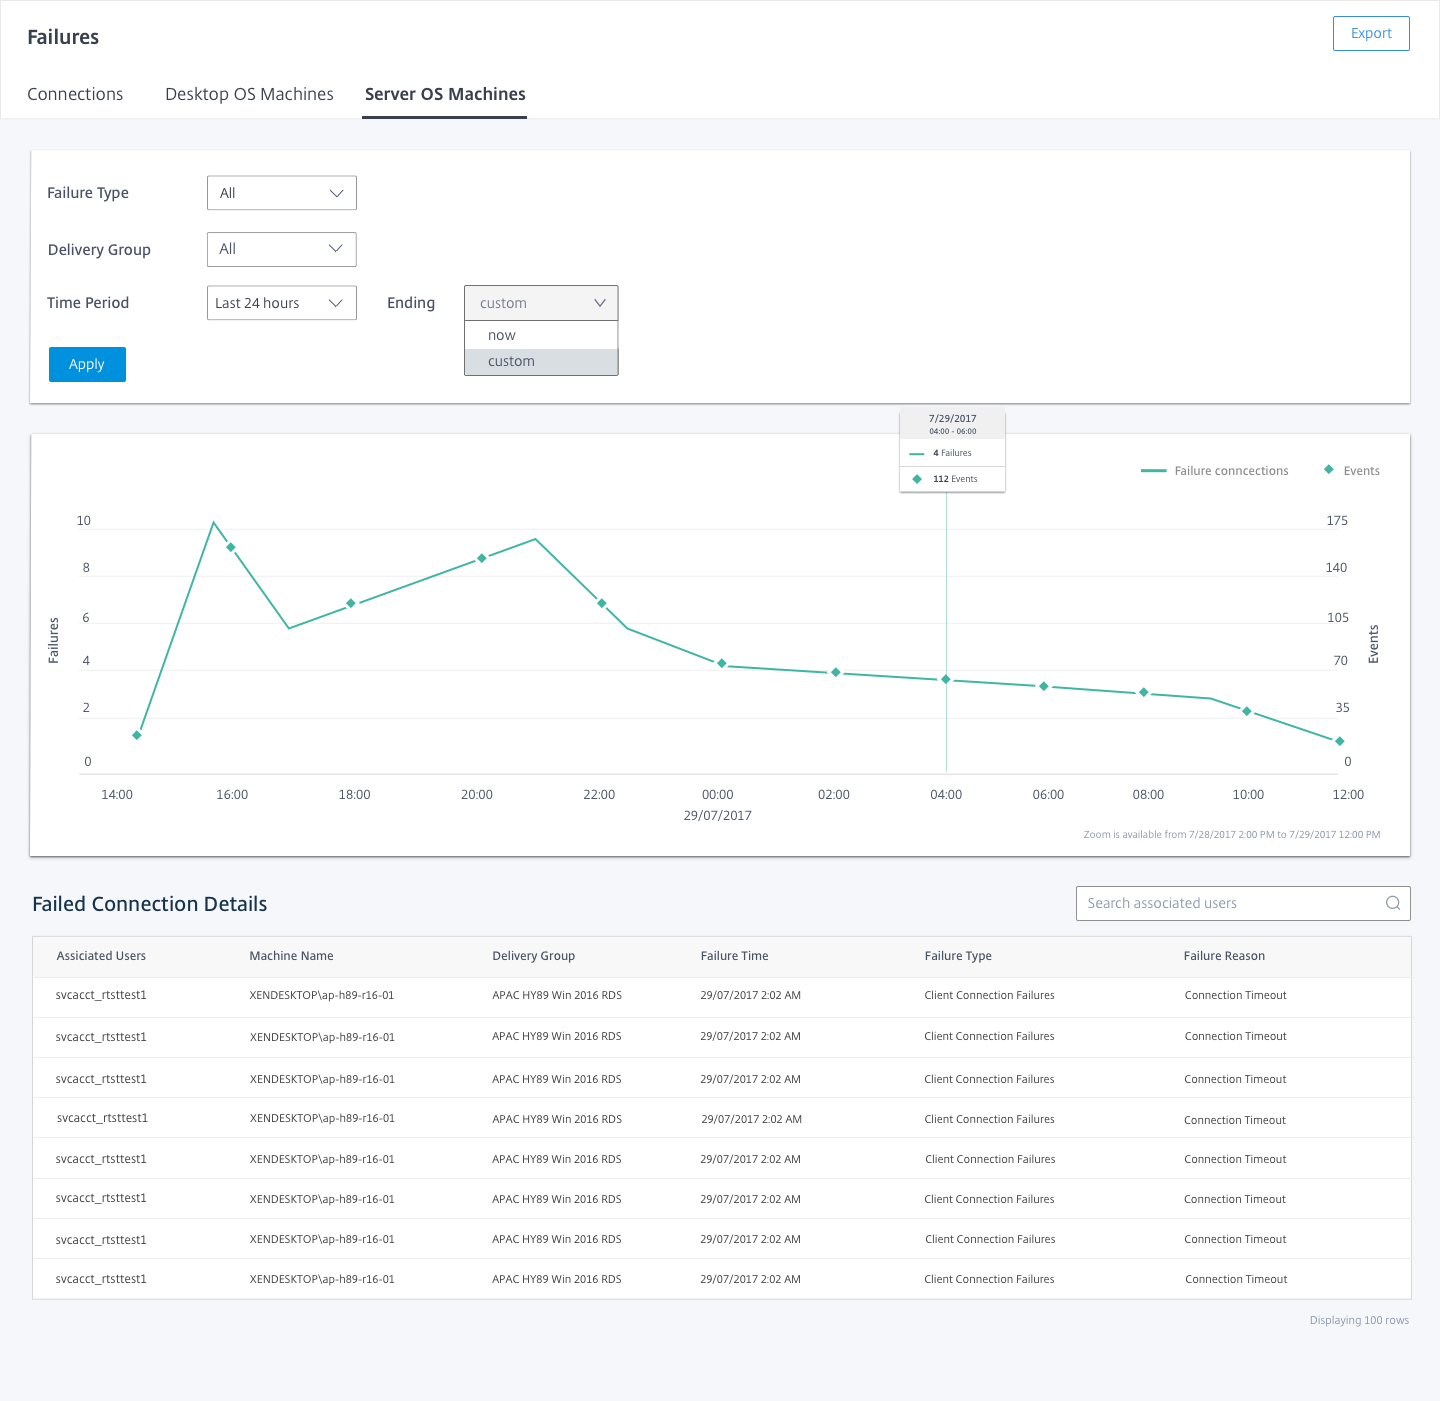 Failures
Export
Connections Desktop OS Machines Server OS Machines
Failure Type All
Delivery Group All
Time Period Last 24 hours Ending custom
now
custom
Apply
7/29/2017
04:00 - 06:00
4 Failures
112 Events
Failure conncections Events
10 175
8 140
6 105
4 70
2 35
0 0
Failures
Events
14:00 16:00 18:00 20:00 22:00 00:00 02:00 04:00 06:00 08:00 10:00 12:00
29/07/2017
Zoom is available from 7/28/2017 2:00 PM to 7/29/2017 12:00 PM
Failed Connection Details
Search associated users
Assiciated Users Machine Name Delivery Group Failure Time Failure Type Failure Reason
svcacct_rtsttest1 XENDESKTOP\ap-h89-r16-01 APAC HY89 Win 2016 RDS 29/07/2017 2:02 AM Client Connection Failures Connection Timeout
svcacct_rtsttest1 XENDESKTOP\ap-h89-r16-01 APAC HY89 Win 2016 RDS 29/07/2017 2:02 AM Client Connection Failures Connection Timeout
svcacct_rtsttest1 XENDESKTOP\ap-h89-r16-01 APAC HY89 Win 2016 RDS 29/07/2017 2:02 AM Client Connection Failures Connection Timeout
svcacct_rtsttest1 XENDESKTOP\ap-h89-r16-01 APAC HY89 Win 2016 RDS 29/07/2017 2:02 AM Client Connection Failures Connection Timeout
svcacct_rtsttest1 XENDESKTOP\ap-h89-r16-01 APAC HY89 Win 2016 RDS 29/07/2017 2:02 AM Client Connection Failures Connection Timeout
svcacct_rtsttest1 XENDESKTOP\ap-h89-r16-01 APAC HY89 Win 2016 RDS 29/07/2017 2:02 AM Client Connection Failures Connection Timeout
svcacct_rtsttest1 XENDESKTOP\ap-h89-r16-01 APAC HY89 Win 2016 RDS 29/07/2017 2:02 AM Client Connection Failures Connection Timeout
svcacct_rtsttest1 XENDESKTOP\ap-h89-r16-01 APAC HY89 Win 2016 RDS 29/07/2017 2:02 AM Client Connection Failures Connection Timeout
Displaying 100 rows